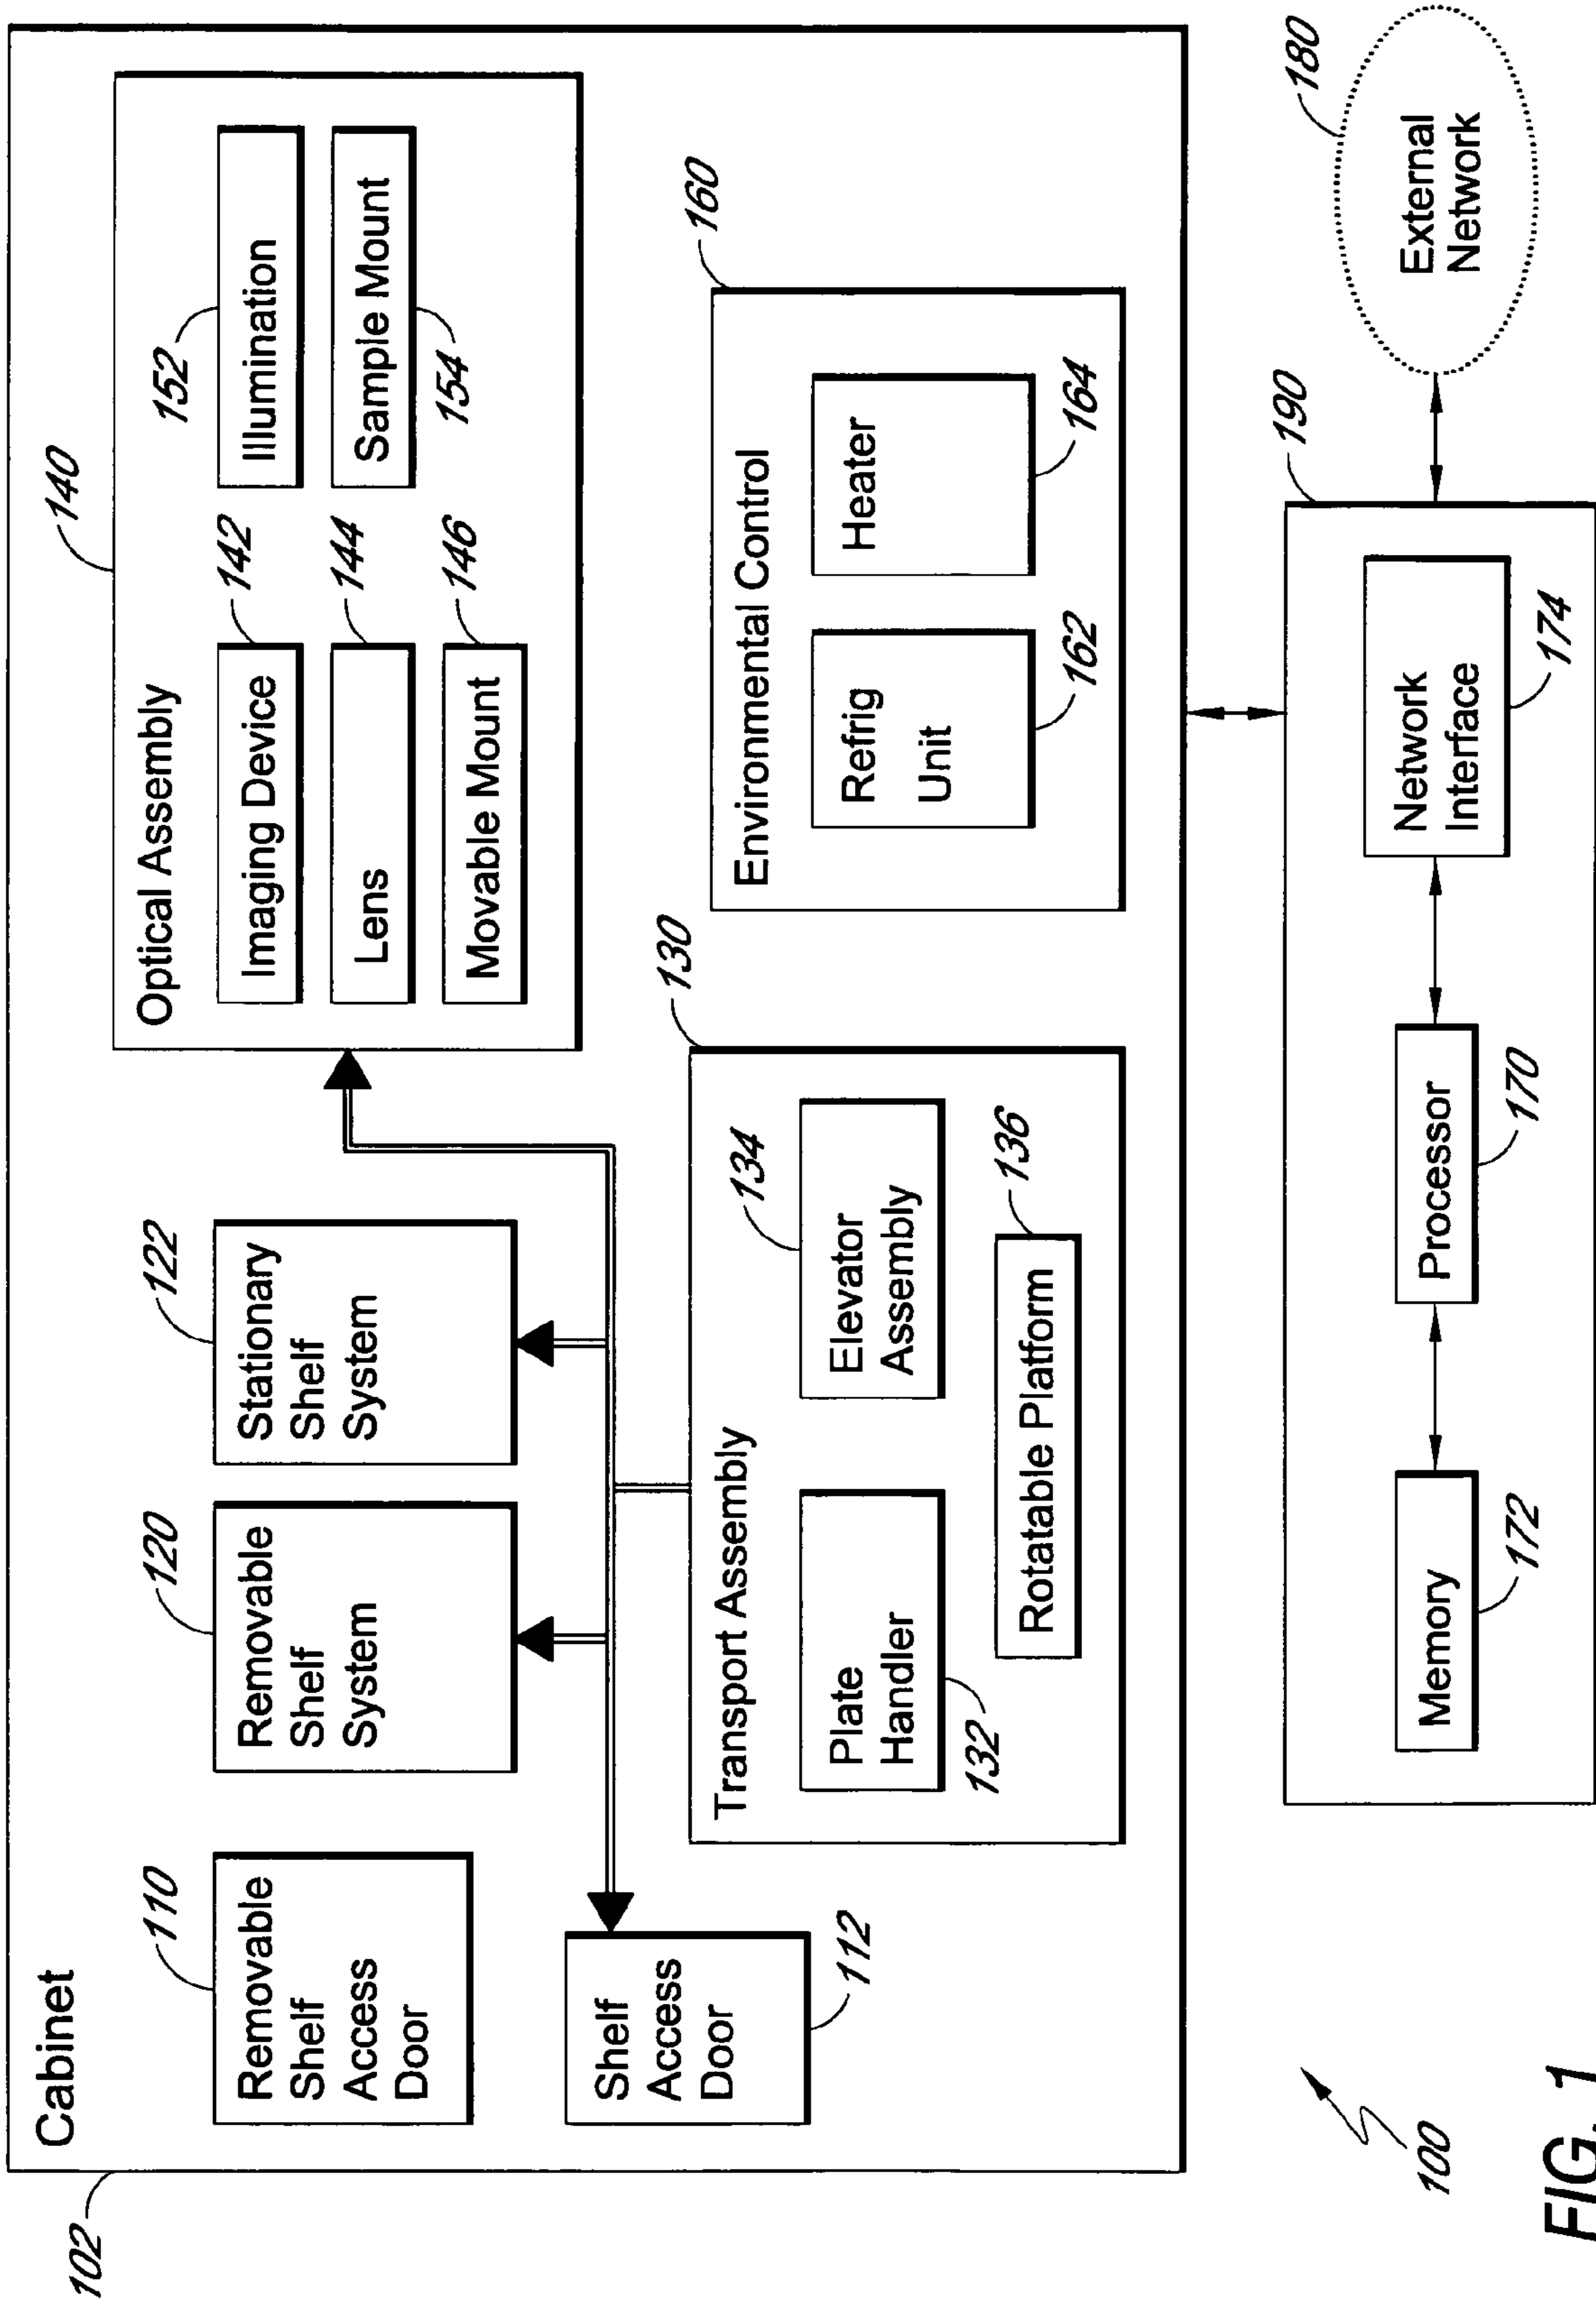 Cabinet
102
110
Removable
Shelf
Access
Door
120
Removable
Shelf
System
122
Stationary
Shelf
System
140
Optical Assembly
142
Imaging Device
144
Lens
146
Movable Mount
152
Illumination
Sample Mount
154
Shelf
Access
Door
112
130
Transport Assembly
Plate
Handler
132
134
Elevator
Assembly
136
Rotatable Platform
160
Environmental Control
Refrig
Unit
162
Heater
164
190
Memory
172
Processor
170
Network
Interface
174
180
External
Network
100
FIG. 1